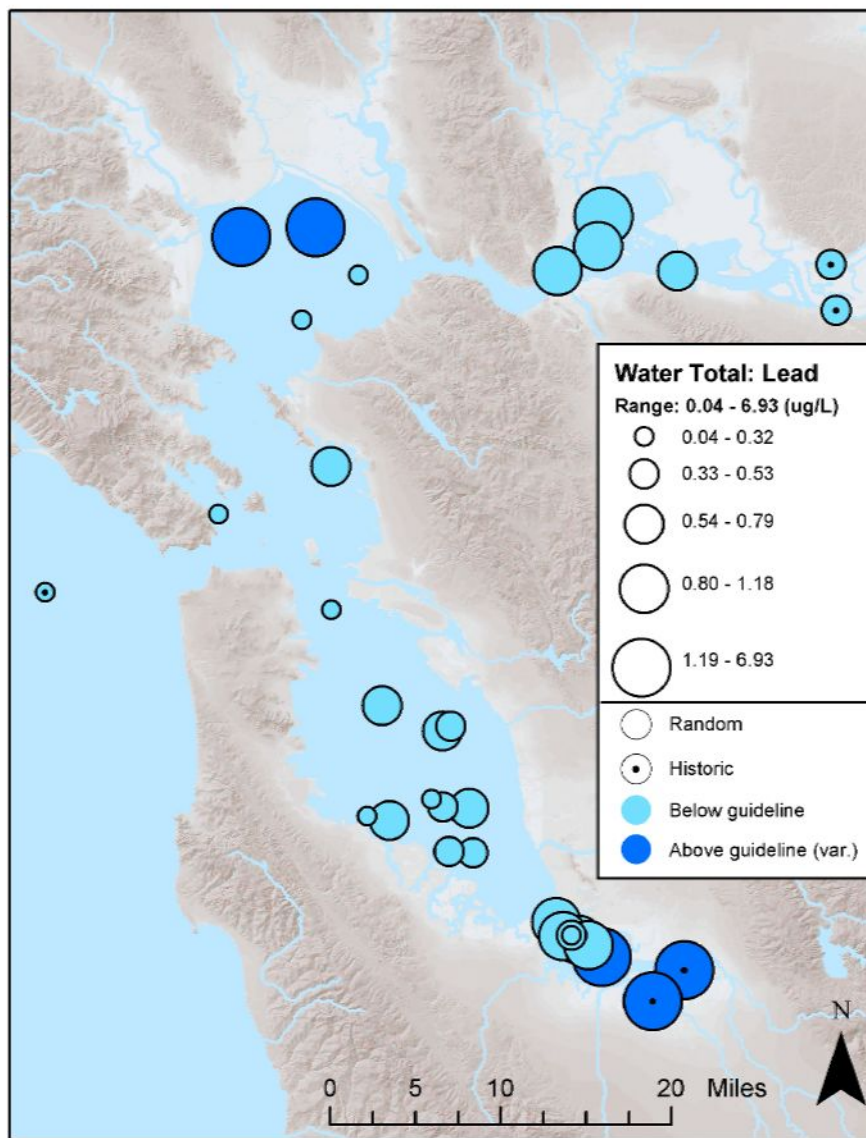 Water Total: Lead
Range: 0.04 - 6.93 (ug/L)
0.04 - 0.32
0.33 - 0.53
0.54 - 0.79
0.80 - 1.18
1.19 - 6.93
Random
Historic
Below guideline
Above guideline (var.)
N
0 5 10 20 Miles